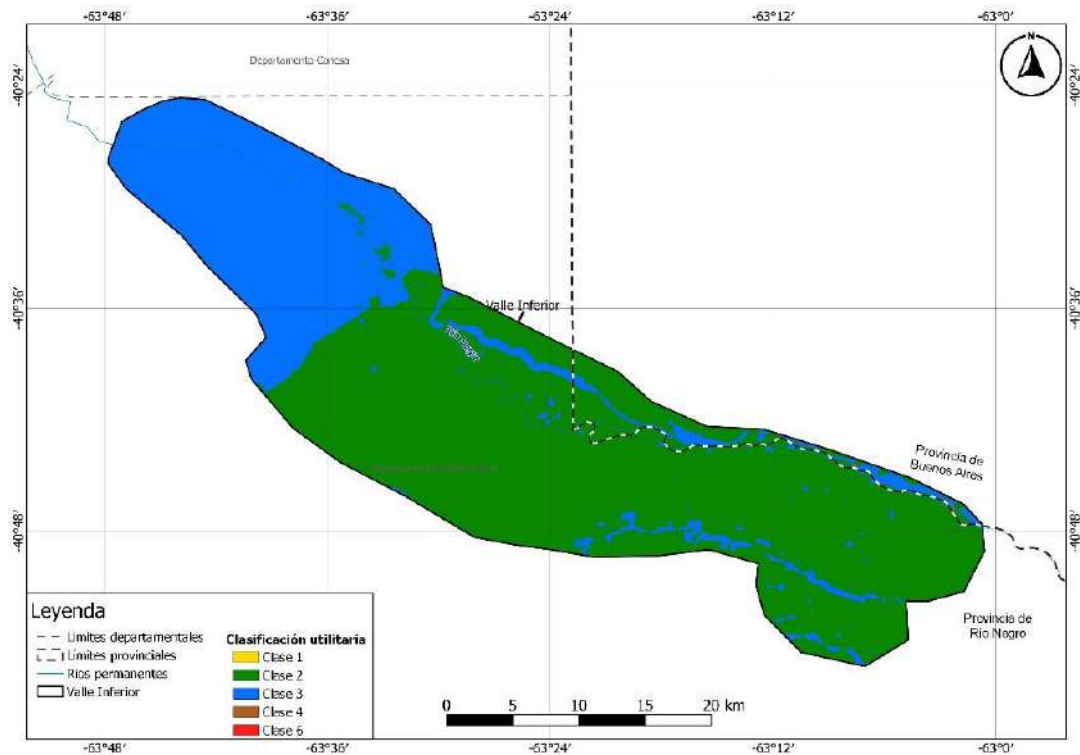 -63°48' -63°36' -63°24' -63°12' -63°0'
N
Departamento Conesa
-40°24' -40°24'
-40°36' -40°36'
Valle Inferior
Río Negro
Provincia de
Buenos Aires
-40°48' -40°48'
Provincia de
Río Negro
Leyenda
Límites departamentales
Límites provinciales
Ríos permanentes
Valle Inferior
Clasificación utilitaria
Clase 1
Clase 2
Clase 3
Clase 4
Clase 6
0 5 10 15 20 km
-63°48' -63°36' -63°24' -63°12' -63°0'